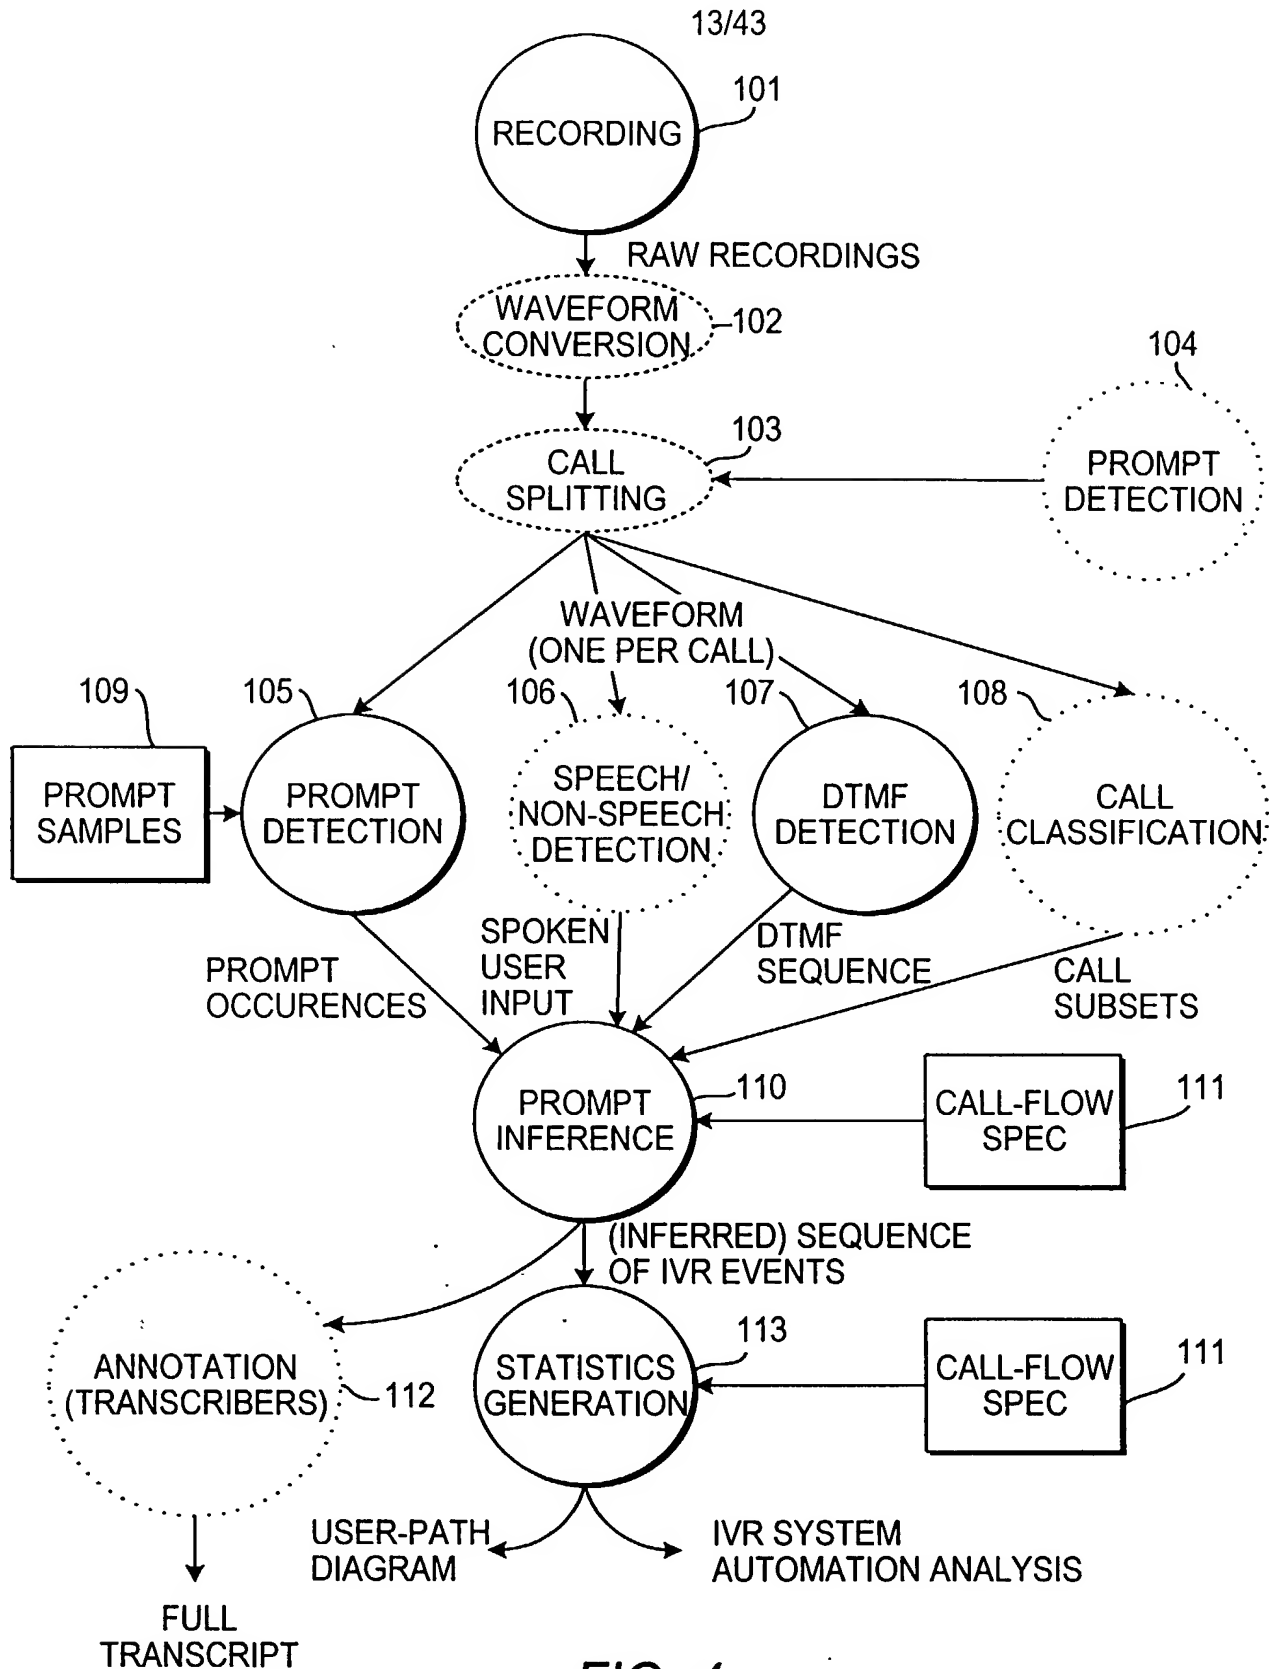 13/43
101
RECORDING
RAW RECORDINGS
WAVEFORM
CONVERSION
102
104
103
CALL
SPLITTING
PROMPT
DETECTION
WAVEFORM
(ONE PER CALL)
109
105
106
107
108
PROMPT
SAMPLES
PROMPT
DETECTION
SPEECH/
NON-SPEECH
DETECTION
DTMF
DETECTION
CALL
CLASSIFICATION
PROMPT
OCCURENCES
SPOKEN
USER
INPUT
DTMF
SEQUENCE
CALL
SUBSETS
PROMPT
INFERENCE
110
CALL-FLOW
SPEC
111
(INFERRED) SEQUENCE
OF IVR EVENTS
ANNOTATION
(TRANSCRIBERS)
112
STATISTICS
GENERATION
113
CALL-FLOW
SPEC
111
USER-PATH
DIAGRAM
IVR SYSTEM
AUTOMATION ANALYSIS
FULL
TRANSCRIPT